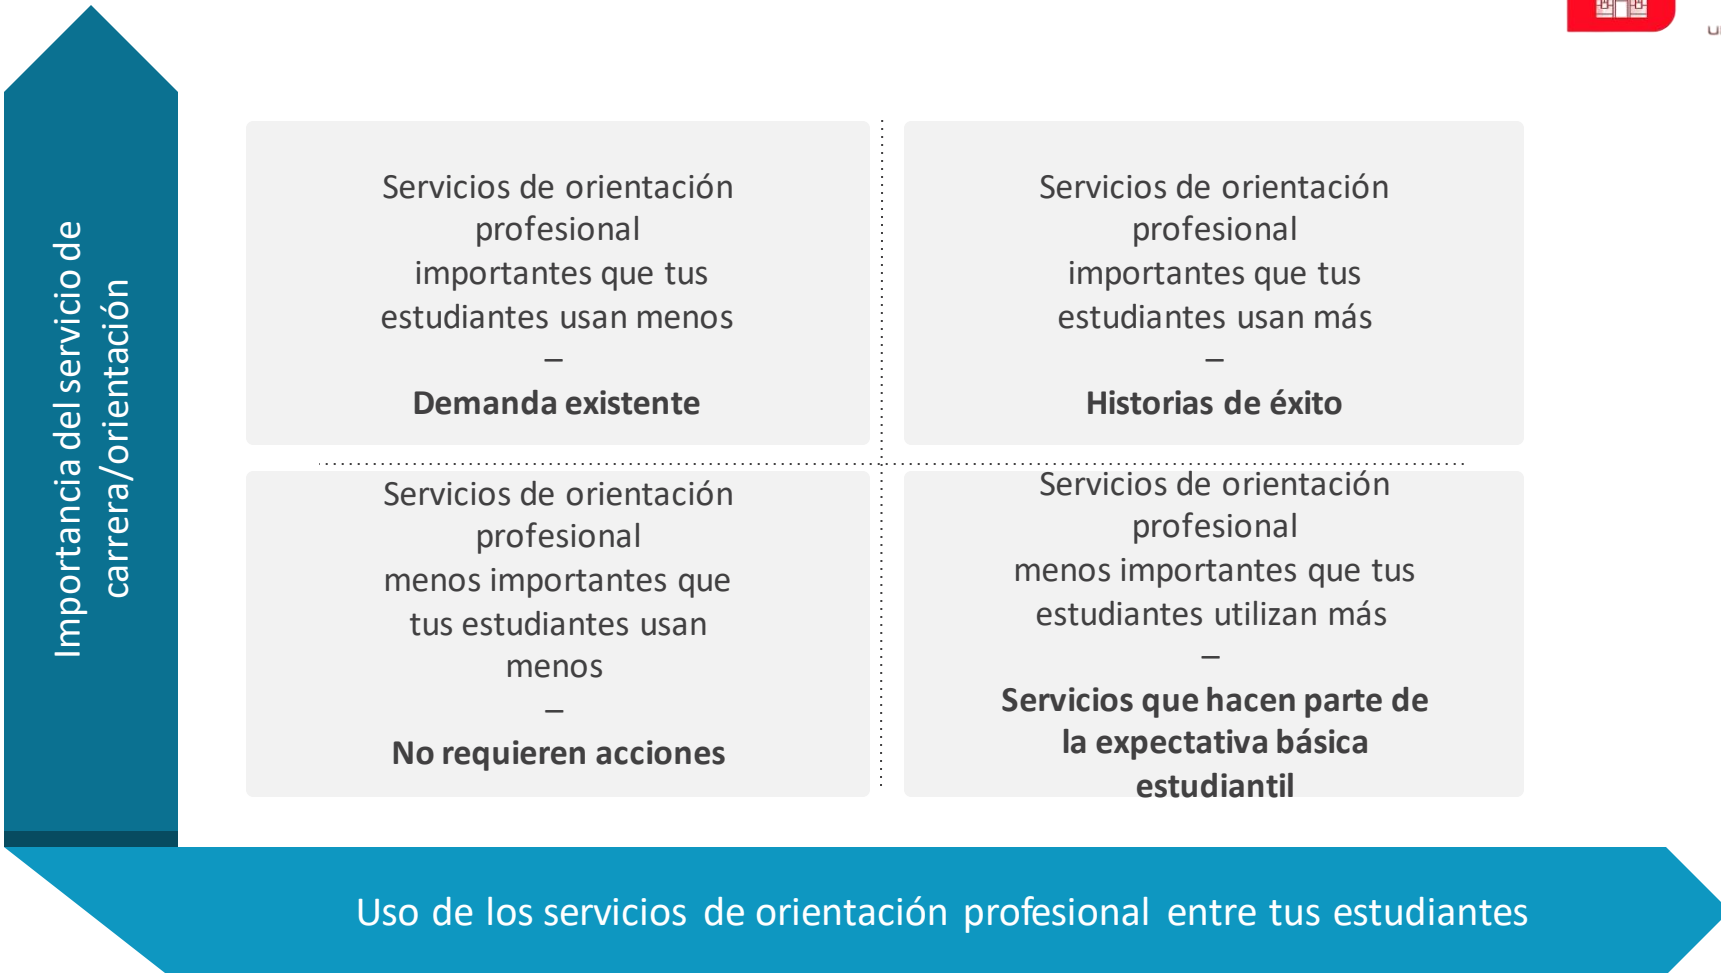 Importancia del servicio de
carrera/orientación
Servicios de orientación
profesional
importantes que tus
estudiantes usan menos
–
Demanda existente
Servicios de orientación
profesional
importantes que tus
estudiantes usan más
–
Historias de éxito
Servicios de orientación
profesional
menos importantes que
tus estudiantes usan
menos
–
No requieren acciones
Servicios de orientación
profesional
menos importantes que tus
estudiantes utilizan más
–
Servicios que hacen parte de
la expectativa básica
estudiantil
Uso de los servicios de orientación profesional entre tus estudiantes